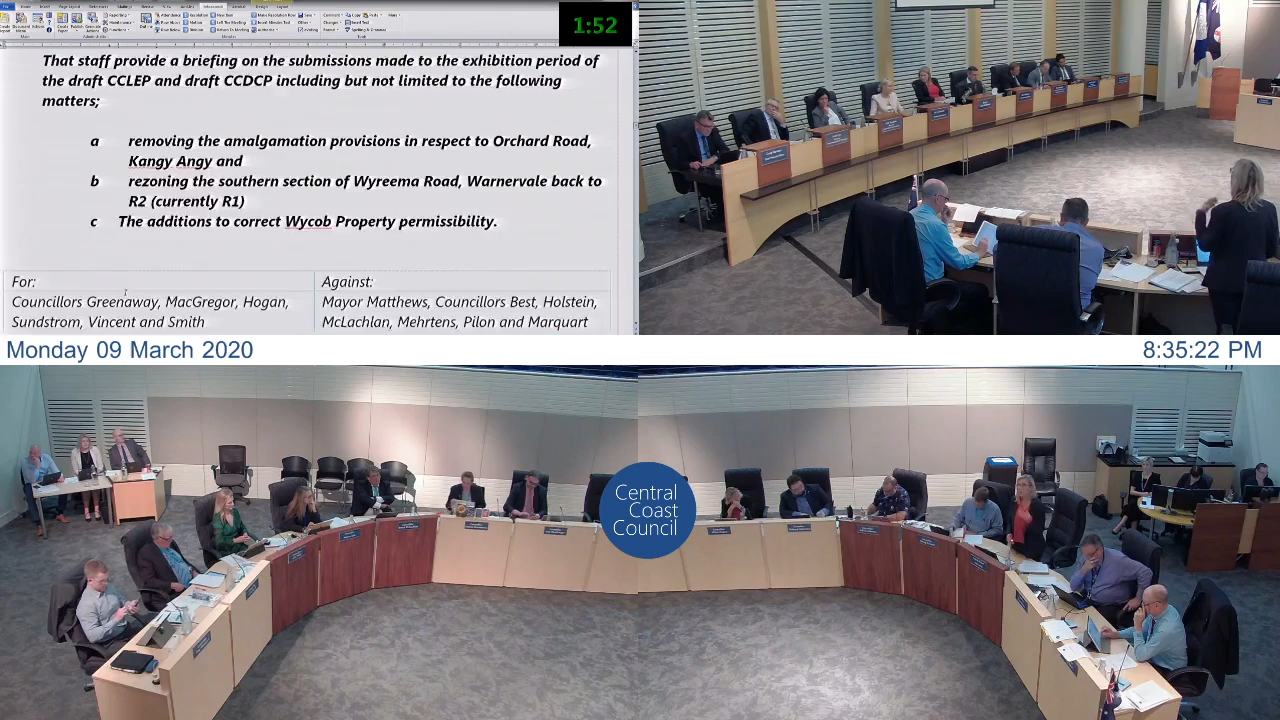 1:52
That staff provide a briefing on the submissions made to the exhibition period of
the draft CCLEP and draft CCDCP including but not limited to the following
matters;
a removing the amalgamation provisions in respect to Orchard Road,
Kangy Angy and
b rezoning the southern section of Wyreema Road, Warnervale back to
R2 (currently R1)
c The additions to correct Wycob Property permissibility.
For:
Councillors Greenaway, MacGregor, Hogan,
Sundstrom, Vincent and Smith
Against:
Mayor Matthews, Councillors Best, Holstein,
McLachlan, Mehrtens, Pilon and Marquart
Monday 09 March 2020
8:35:22 PM
Central
Coast
Council